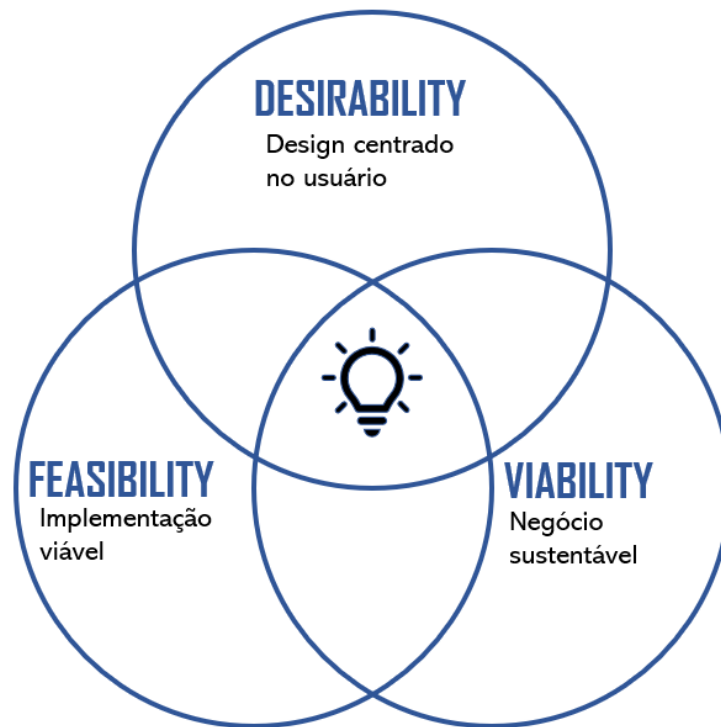 DESIRABILITY
Design centrado
no usuário
FEASIBILITY
Implementação
viável
VIABILITY
Negócio
sustentável